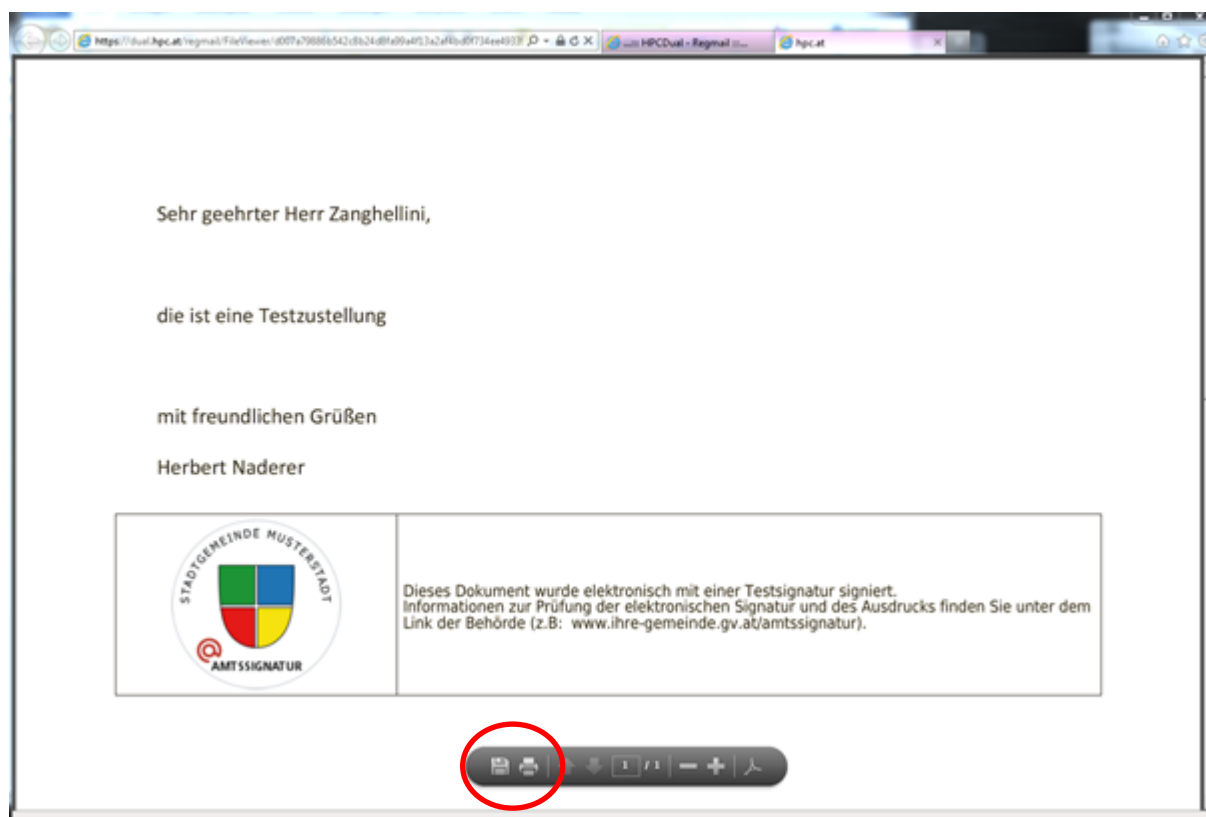 HPCDual - Regmail
hpc.at
Sehr geehrter Herr Zanghellini,
die ist eine Testzustellung
mit freundlichen Grüßen
Herbert Naderer
STADTGEMEINDE MUSTERSTADT
AMTSSIGNATUR
Dieses Dokument wurde elektronisch mit einer Testsignatur signiert.
Informationen zur Prüfung der elektronischen Signatur und des Ausdrucks finden Sie unter dem
Link der Behörde (z.B: www.ihre-gemeinde.gv.at/amtssignatur).
1 / 1